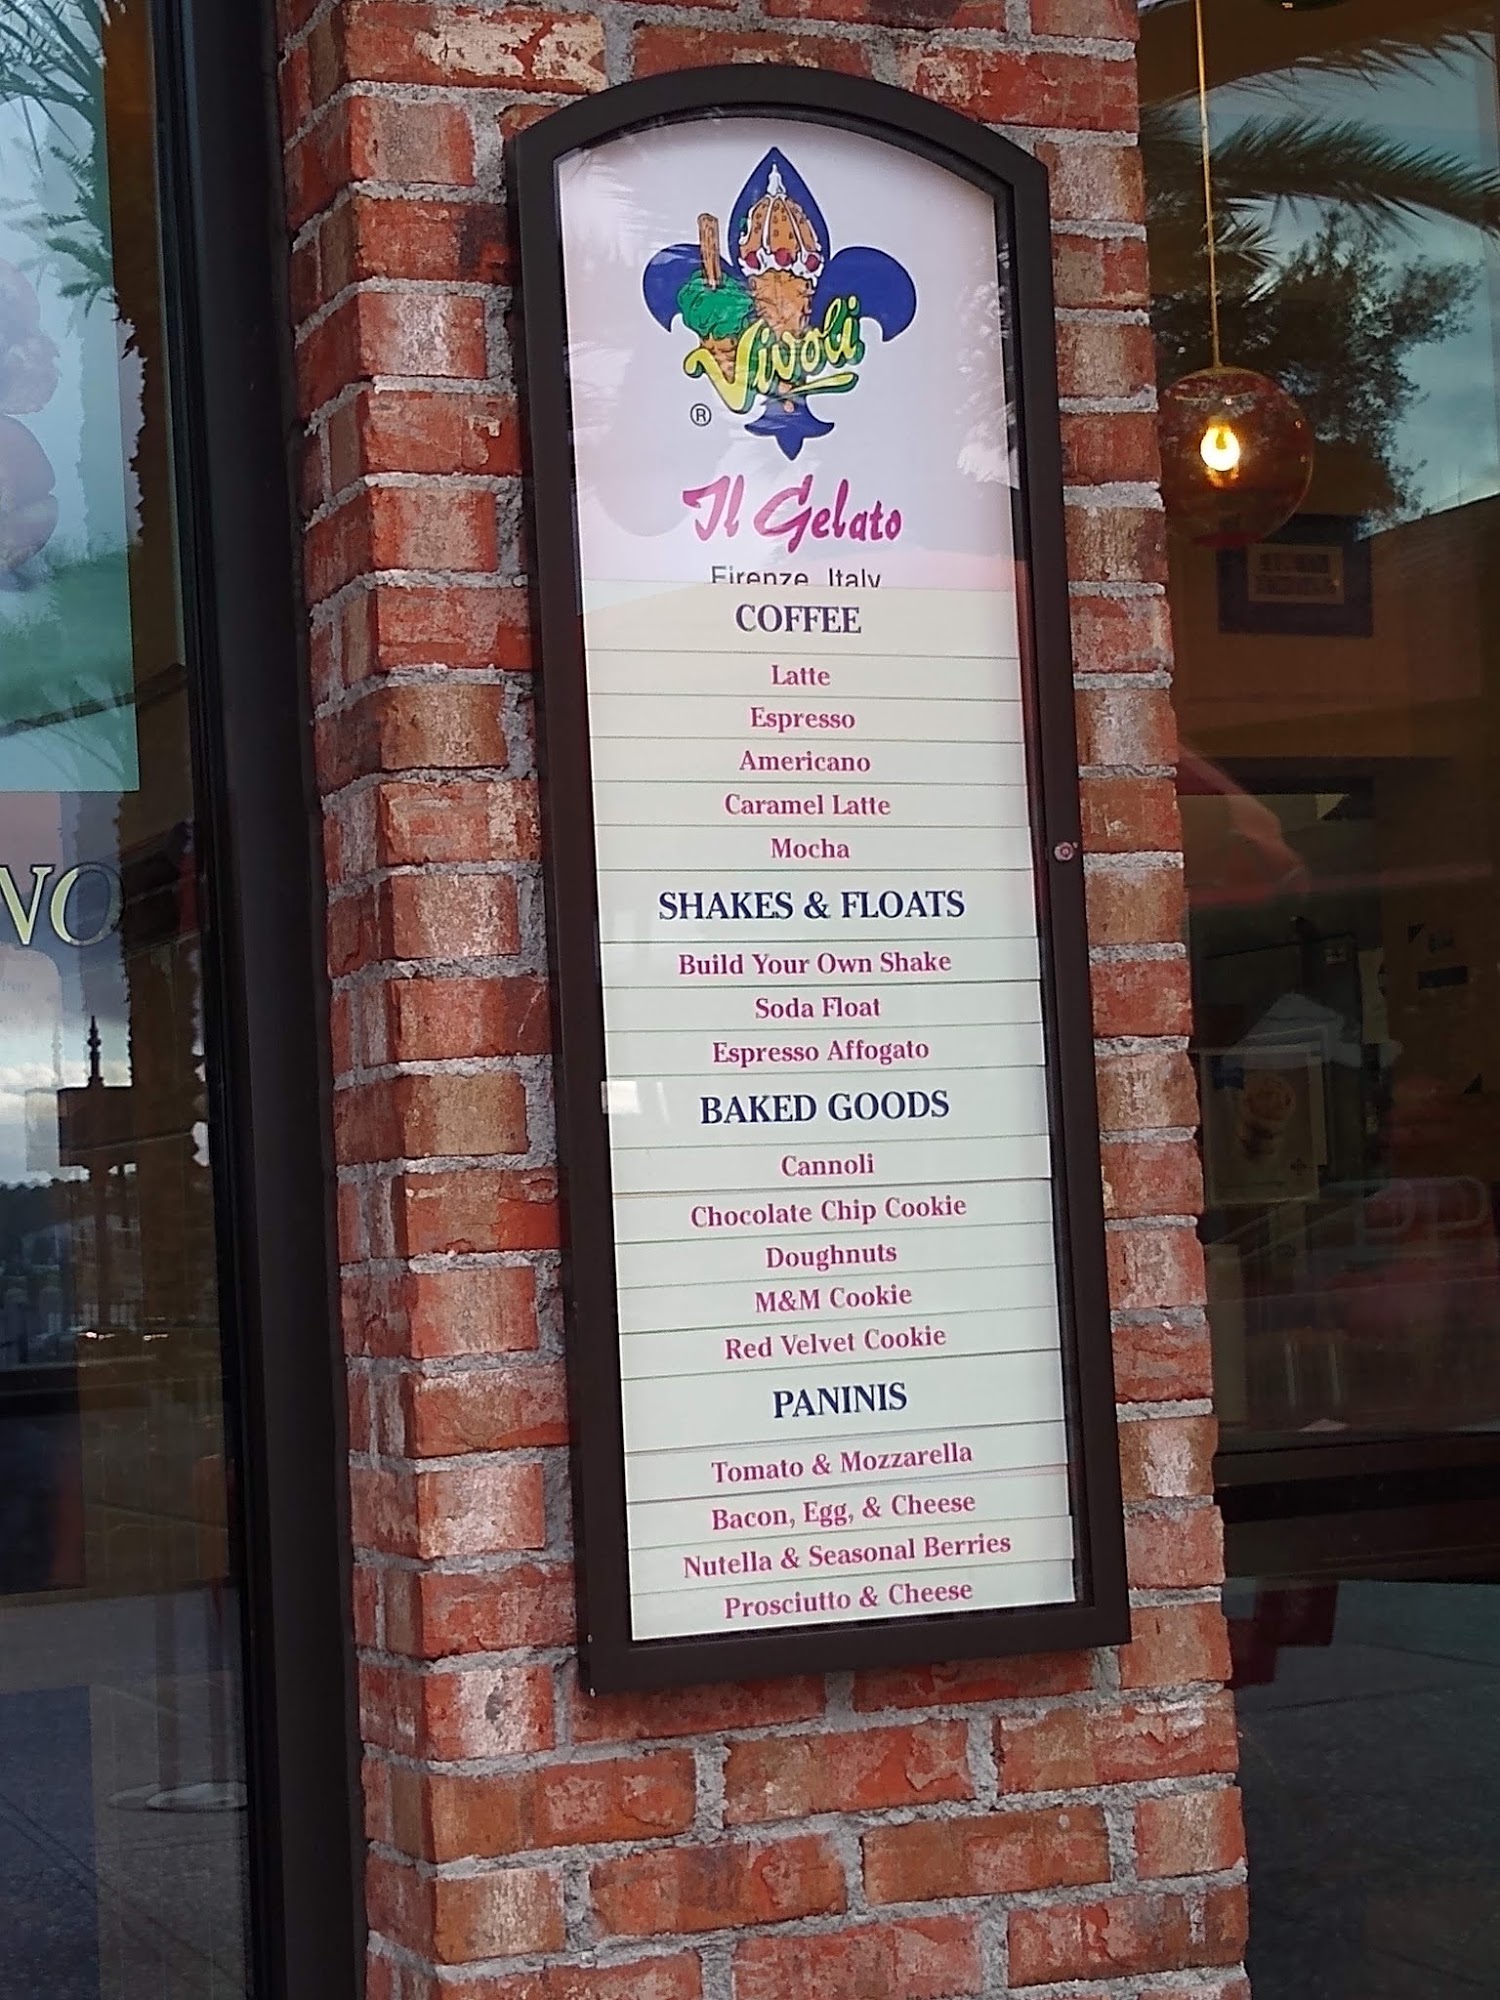 Vivoli
®
Il Gelato
Firenze, Italy
COFFEE
Latte
Espresso
Americano
Caramel Latte
Mocha
SHAKES & FLOATS
Build Your Own Shake
Soda Float
Espresso Affogato
BAKED GOODS
Cannoli
Chocolate Chip Cookie
Doughnuts
M&M Cookie
Red Velvet Cookie
PANINIS
Tomato & Mozzarella
Bacon, Egg, & Cheese
Nutella & Seasonal Berries
Prosciutto & Cheese
VO